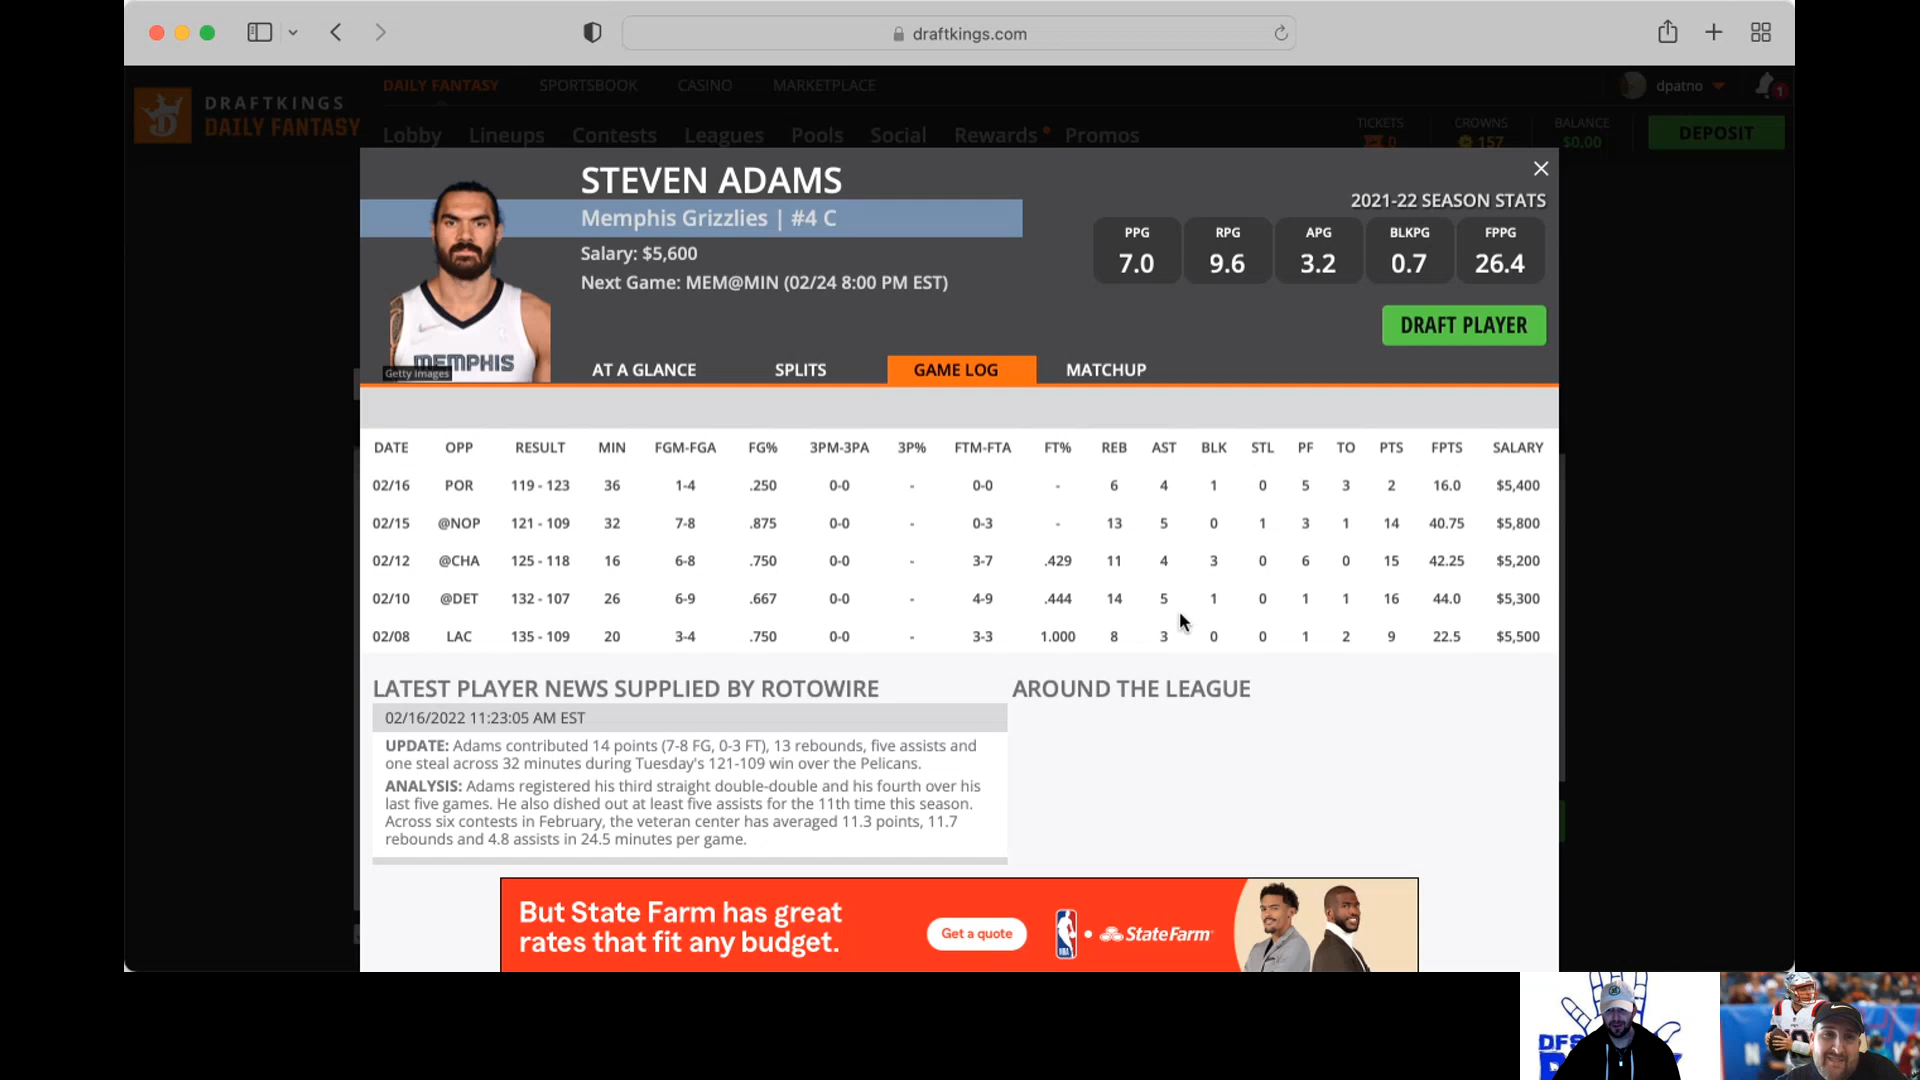 draftkings.com
DRAFTKINGS
DAILY FANTASY
DAILY FANTASY SPORTSBOOK CASINO MARKETPLACE
dpatno
1
Lobby Lineups Contests Leagues Pools Social Rewards Promos
TICKETS CROWNS BALANCE
0 157 $0.00
DEPOSIT
STEVEN ADAMS
Memphis Grizzlies | #4 C
Salary: $5,600
Next Game: MEM@MIN (02/24 8:00 PM EST)
2021-22 SEASON STATS
PPG RPG APG BLKPG FPPG
7.0 9.6 3.2 0.7 26.4
DRAFT PLAYER
MEMPHIS
Getty Images
AT A GLANCE SPLITS GAME LOG MATCHUP
DATE OPP RESULT MIN FGM-FGA FG% 3PM-3PA 3P% FTM-FTA FT% REB AST BLK STL PF TO PTS FPTS SALARY
02/16 POR 119 - 123 36 1-4 .250 0-0 - 0-0 - 6 4 1 0 5 3 2 16.0 $5,400
02/15 @NOP 121 - 109 32 7-8 .875 0-0 - 0-3 - 13 5 0 1 3 1 14 40.75 $5,800
02/12 @CHA 125 - 118 16 6-8 .750 0-0 - 3-7 .429 11 4 3 0 6 0 15 42.25 $5,200
02/10 @DET 132 - 107 26 6-9 .667 0-0 - 4-9 .444 14 5 1 0 1 1 16 44.0 $5,300
02/08 LAC 135 - 109 20 3-4 .750 0-0 - 3-3 1.000 8 3 0 0 1 2 9 22.5 $5,500
LATEST PLAYER NEWS SUPPLIED BY ROTOWIRE
AROUND THE LEAGUE
02/16/2022 11:23:05 AM EST
UPDATE: Adams contributed 14 points (7-8 FG, 0-3 FT), 13 rebounds, five assists and
one steal across 32 minutes during Tuesday's 121-109 win over the Pelicans.
ANALYSIS: Adams registered his third straight double-double and his fourth over his
last five games. He also dished out at least five assists for the 11th time this season.
Across six contests in February, the veteran center has averaged 11.3 points, 11.7
rebounds and 4.8 assists in 24.5 minutes per game.
But State Farm has great
rates that fit any budget.
Get a quote
NBA
StateFarm
DFS